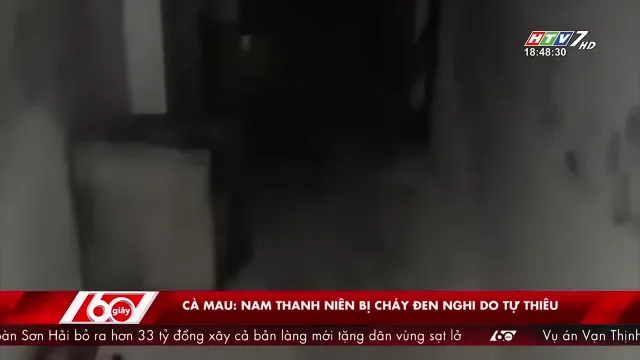 HTV7 HD
18:48:30
60 giây
CÀ MAU: NAM THANH NIÊN BỊ CHÁY ĐEN NGHI DO TỰ THIÊU
oàn Sơn Hải bỏ ra hơn 33 tỷ đồng xây cả bản làng mới tặng dân vùng sạt lở 60 Vụ án Vạn Thịnh